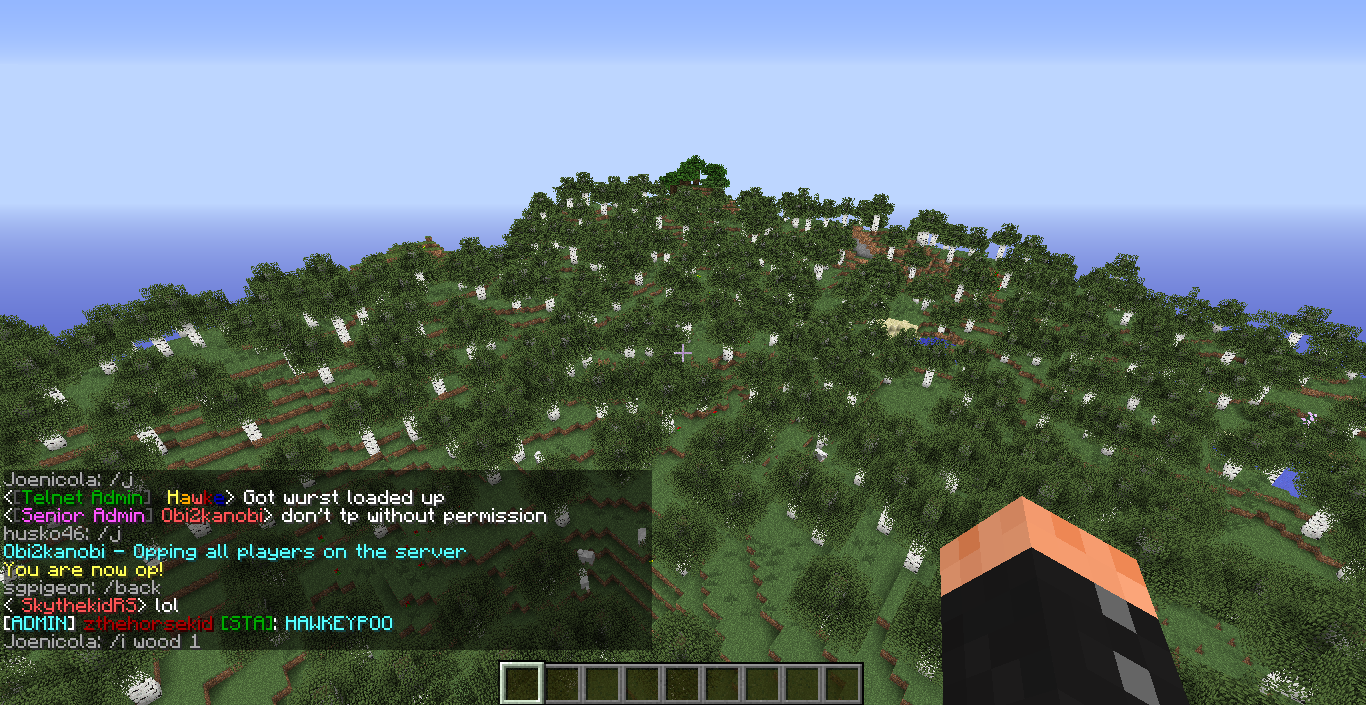 Joenicola: /j
<[Telnet Admin] Hawke> Got wurst loaded up
<[Senior Admin] Obi2kanobi> don't tp without permission
husko46: /j
Obi2kanobi - Opping all players on the server
You are now op!
sgpigeon: /back
< SkythekidRS> lol
[ADMIN] zthehorsekid [STA]: HAWKEYPOO
Joenicola: /i wood 1